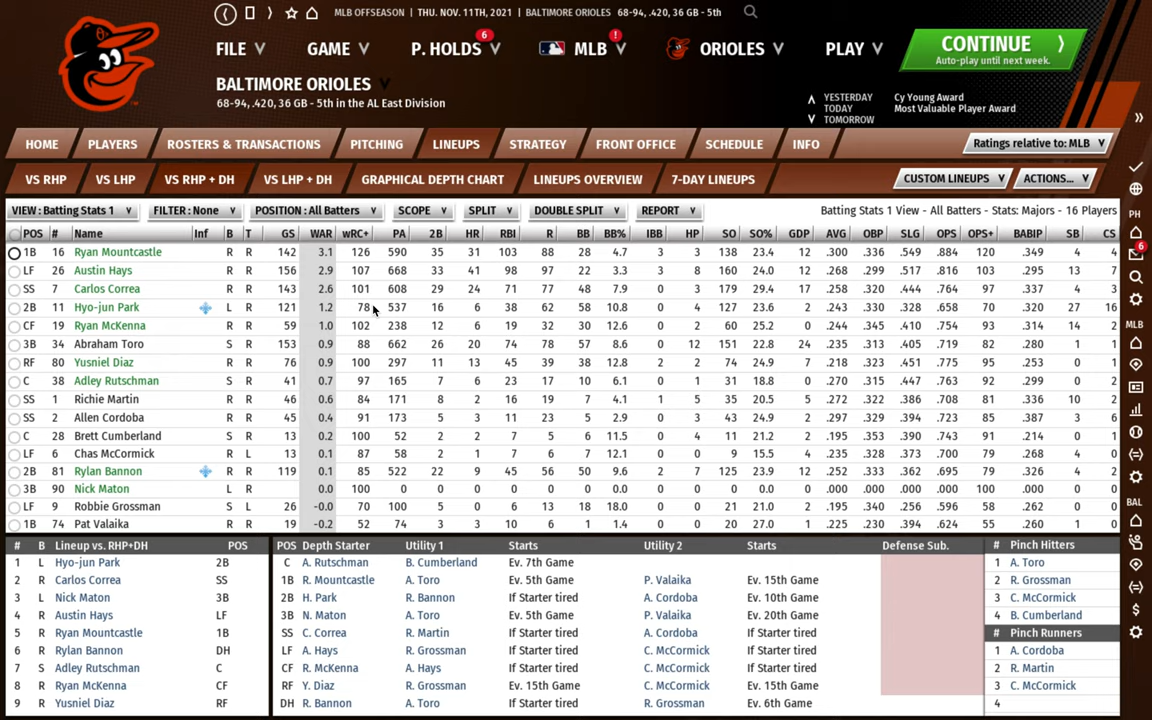 MLB OFFSEASON | THU. NOV. 11TH, 2021 | BALTIMORE ORIOLES 68-94, .420, 36 GB - 5th
FILE GAME P. HOLDS 6 MLB ! ORIOLES PLAY CONTINUE
Auto-play until next week.
BALTIMORE ORIOLES
68-94, .420, 36 GB - 5th in the AL East Division
YESTERDAY Cy Young Award
TODAY Most Valuable Player Award
TOMORROW
HOME PLAYERS ROSTERS & TRANSACTIONS PITCHING LINEUPS STRATEGY FRONT OFFICE SCHEDULE INFO Ratings relative to: MLB
VS RHP VS LHP VS RHP + DH VS LHP + DH GRAPHICAL DEPTH CHART LINEUPS OVERVIEW 7-DAY LINEUPS CUSTOM LINEUPS ACTIONS...
VIEW : Batting Stats 1 FILTER : None POSITION : All Batters SCOPE SPLIT DOUBLE SPLIT REPORT Batting Stats 1 View - All Batters - Stats: Majors - 16 Players
POS # Name Inf B T GS WAR wRC+ PA 2B HR RBI R BB BB% IBB HP SO SO% GDP AVG OBP SLG OPS OPS+ BABIP SB CS
1B 16 Ryan Mountcastle R R 142 3.1 126 590 35 31 103 88 28 4.7 3 3 138 23.4 12 .300 .336 .549 .884 120 .349 4 4
LF 26 Austin Hays R R 156 2.9 107 668 33 41 98 97 22 3.3 3 8 160 24.0 12 .268 .299 .517 .816 103 .295 13 7
SS 7 Carlos Correa R R 143 2.6 101 608 29 24 71 77 48 7.9 0 3 179 29.4 17 .258 .320 .444 .764 97 .337 4 3
2B 11 Hyo-jun Park L R 121 1.2 78 537 16 6 38 62 58 10.8 0 4 127 23.6 2 .243 .330 .328 .658 70 .320 27 16
CF 19 Ryan McKenna R R 59 1.0 102 238 12 6 19 32 30 12.6 0 2 60 25.2 0 .244 .345 .410 .754 93 .314 14 2
3B 34 Abraham Toro S R 153 0.9 88 662 26 20 74 78 57 8.6 0 12 151 22.8 24 .235 .313 .405 .719 82 .280 1 1
RF 80 Yusniel Diaz R R 76 0.9 100 297 11 13 45 39 38 12.8 2 2 74 24.9 7 .218 .323 .451 .775 95 .253 0 1
C 38 Adley Rutschman S R 41 0.7 97 165 7 6 23 17 10 6.1 0 1 31 18.8 0 .270 .315 .447 .763 92 .299 0 2
SS 1 Richie Martin R R 46 0.6 84 171 8 2 16 19 7 4.1 1 5 35 20.5 5 .272 .322 .386 .708 81 .336 10 2
SS 2 Allen Cordoba R R 45 0.4 91 173 5 3 11 23 5 2.9 0 3 43 24.9 2 .297 .329 .394 .723 85 .387 3 6
C 28 Brett Cumberland S R 13 0.2 100 52 2 2 7 5 6 11.5 0 4 11 21.2 2 .195 .353 .390 .743 91 .214 0 1
LF 6 Chas McCormick R L 13 0.1 87 58 2 1 7 6 7 12.1 0 0 9 15.5 4 .235 .328 .373 .700 79 .268 4 0
2B 81 Rylan Bannon R R 119 0.1 85 522 22 9 45 56 50 9.6 2 7 125 23.9 12 .252 .333 .362 .695 79 .326 4 2
3B 90 Nick Maton L R 0 0.0 100 0 0 0 0 0 0 0.0 0 0 0 0.0 0 .000 .000 .000 .000 100 .000 0 0
LF 9 Robbie Grossman S L 26 -0.0 70 100 5 0 6 13 18 18.0 0 0 21 21.0 2 .195 .340 .256 .596 58 .262 0 0
1B 74 Pat Valaika R R 19 -0.2 52 74 3 3 10 6 1 1.4 0 0 20 27.0 1 .225 .230 .394 .624 55 .260 1 0
# B Lineup vs. RHP+DH POS POS Depth Starter Utility 1 Starts Utility 2 Starts Defense Sub. # Pinch Hitters
1 L Hyo-jun Park 2B C A. Rutschman B. Cumberland Ev. 7th Game 1 A. Toro
2 R Carlos Correa SS 1B R. Mountcastle A. Toro Ev. 5th Game P. Valaika Ev. 15th Game 2 R. Grossman
3 L Nick Maton 3B 2B H. Park R. Bannon If Starter tired A. Cordoba Ev. 10th Game 3 C. McCormick
4 R Austin Hays LF 3B N. Maton A. Toro Ev. 5th Game P. Valaika Ev. 20th Game 4 B. Cumberland
5 R Ryan Mountcastle 1B SS C. Correa R. Martin If Starter tired A. Cordoba If Starter tired # Pinch Runners
6 R Rylan Bannon DH LF A. Hays R. Grossman If Starter tired C. McCormick If Starter tired 1 A. Cordoba
7 S Adley Rutschman C CF R. McKenna A. Hays If Starter tired C. McCormick If Starter tired 2 R. Martin
8 R Ryan McKenna CF RF Y. Diaz R. Grossman Ev. 15th Game C. McCormick Ev. 15th Game 3 C. McCormick
9 R Yusniel Diaz RF DH R. Bannon A. Toro If Starter tired R. Grossman Ev. 6th Game 4
PH
6
MLB
BAL